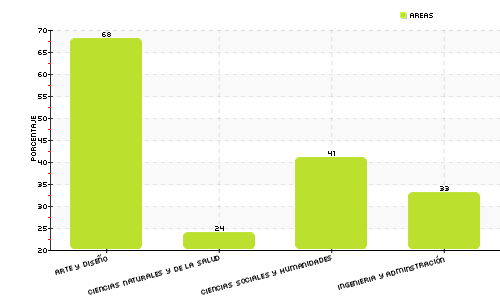 AREAS
PORCENTAJE
70
65
60
55
50
45
40
35
30
25
20
68
24
41
33
ARTE Y DISEÑO
CIENCIAS NATURALES Y DE LA SALUD
CIENCIAS SOCIALES Y HUMANIDADES
INGENIERIA Y ADMINSTRACIÓN